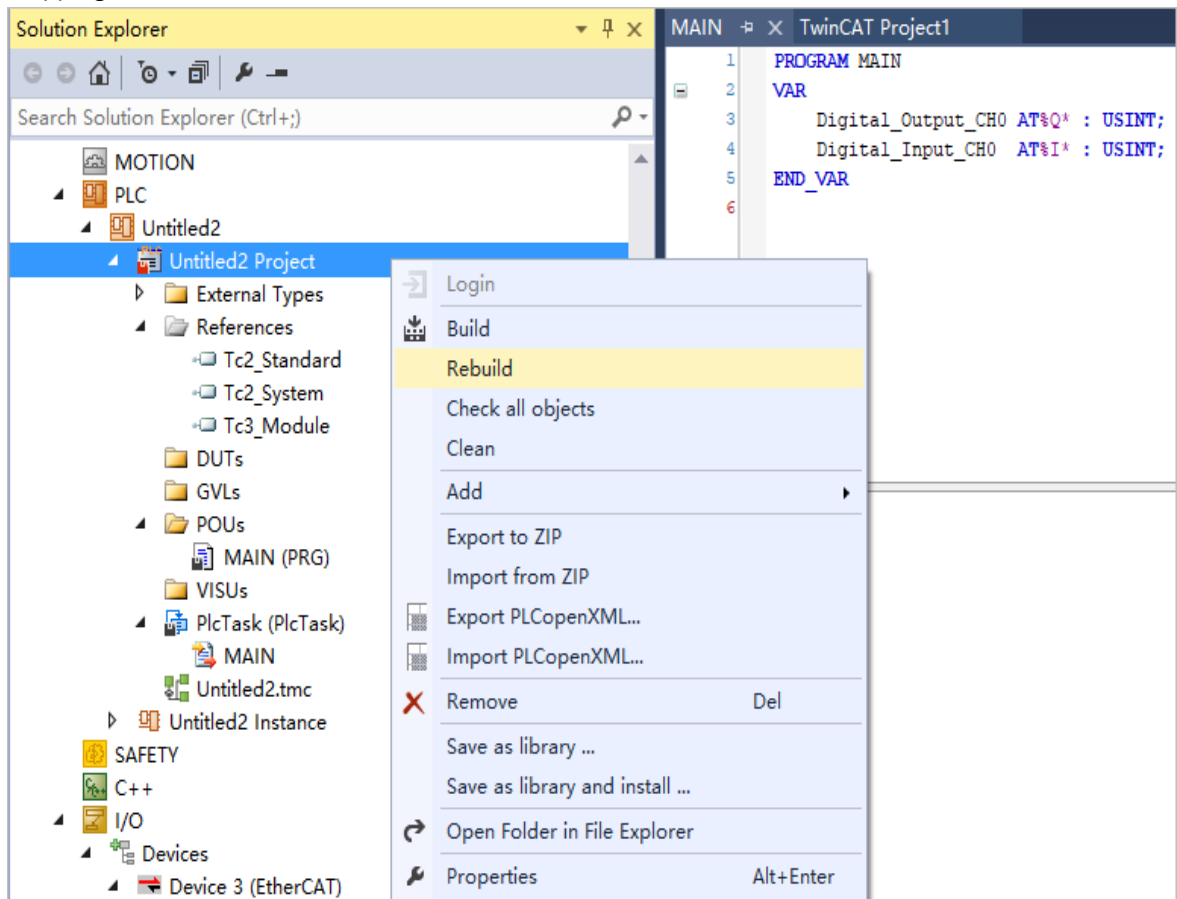 Solution Explorer
Search Solution Explorer (Ctrl+;)
MOTION
PLC
Untitled2
Untitled2 Project
External Types
References
Tc2_Standard
Tc2_System
Tc3_Module
DUTs
GVLs
POUs
MAIN (PRG)
VISUs
PlcTask (PlcTask)
MAIN
Untitled2.tmc
Untitled2 Instance
SAFETY
C++
I/O
Devices
Device 3 (EtherCAT)
MAIN TwinCAT Project1
1 PROGRAM MAIN
2 VAR
3 Digital_Output_CH0 AT%Q* : USINT;
4 Digital_Input_CH0 AT%I* : USINT;
5 END_VAR
6
Login
Build
Rebuild
Check all objects
Clean
Add
Export to ZIP
Import from ZIP
Export PLCopenXML...
Import PLCopenXML...
Remove Del
Save as library ...
Save as library and install ...
Open Folder in File Explorer
Properties Alt+Enter